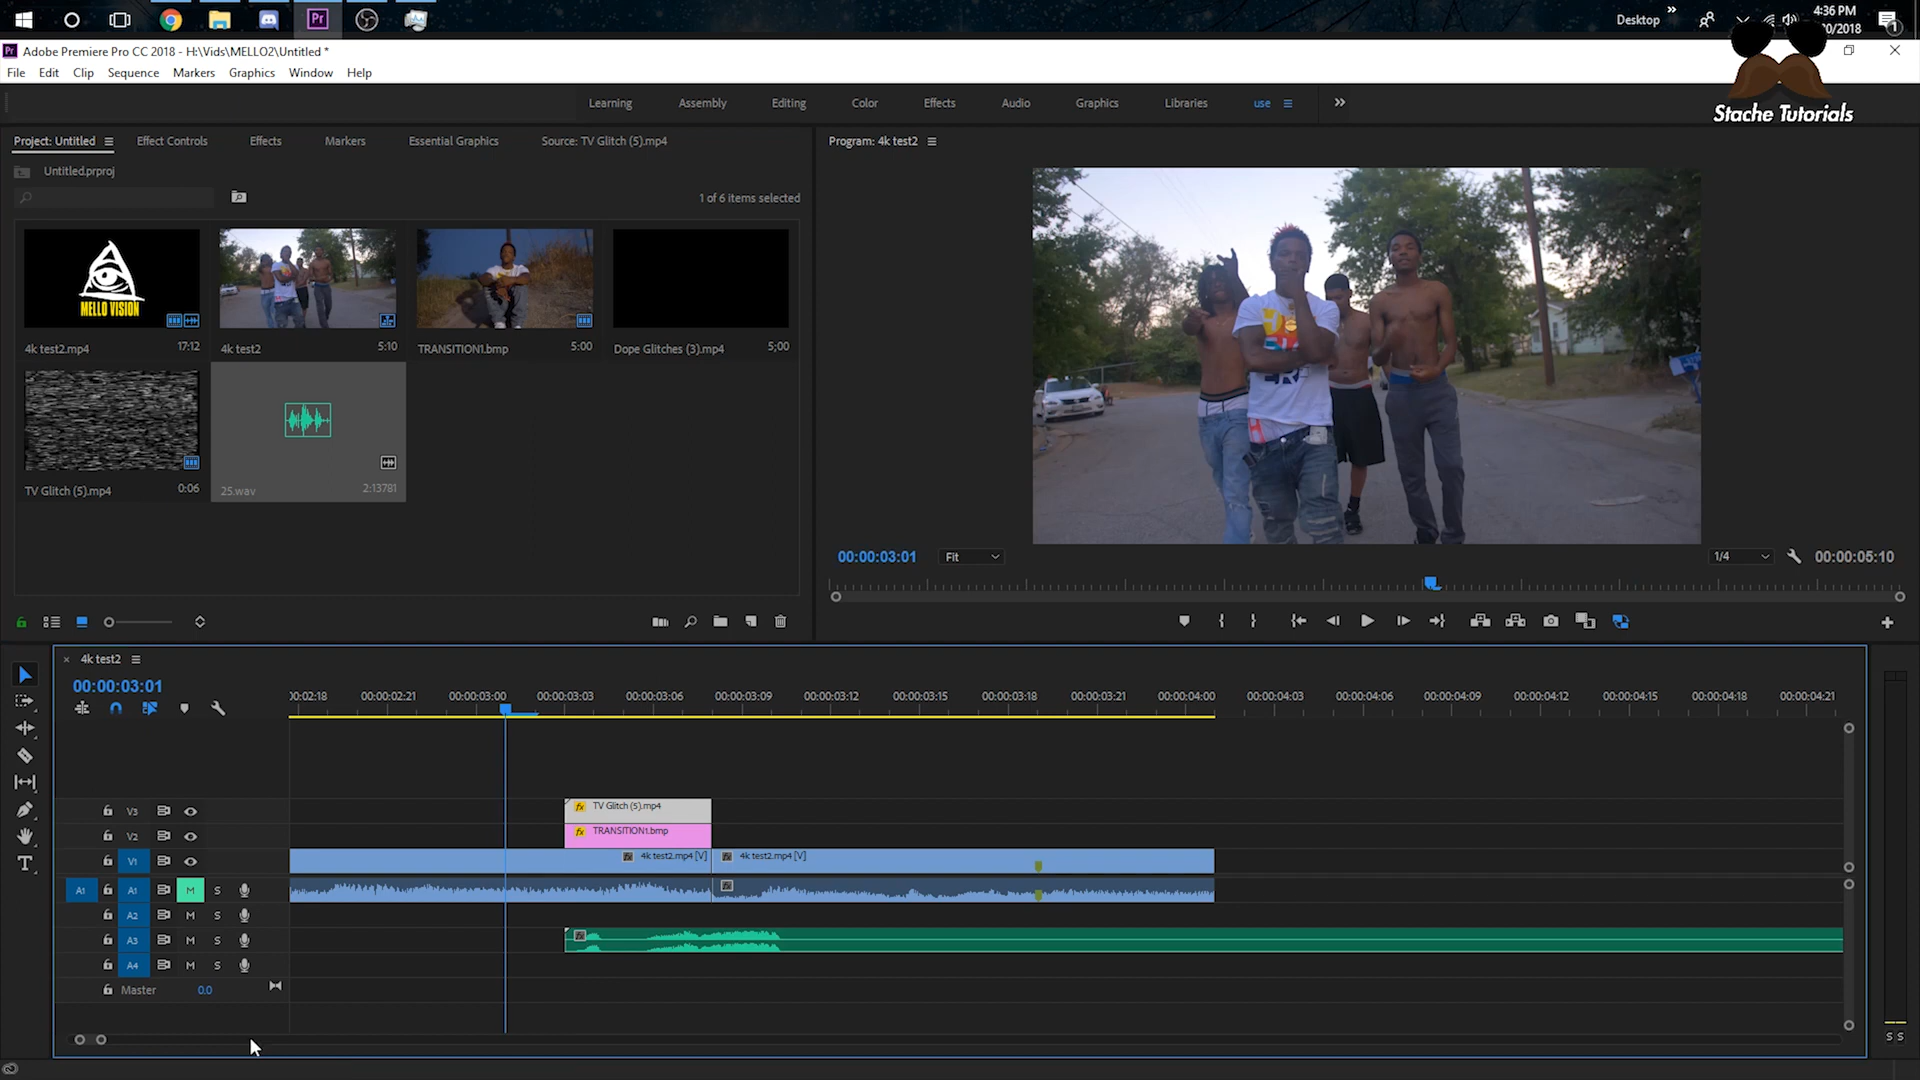 Desktop
4:36 PM
0/2018
Adobe Premiere Pro CC 2018 - H:\Vids\MELLO2\Untitled *
File Edit Clip Sequence Markers Graphics Window Help
Learning Assembly Editing Color Effects Audio Graphics Libraries use
Stache Tutorials
Project: Untitled Effect Controls Effects Markers Essential Graphics Source: TV Glitch (5).mp4
Program: 4k test2
Untitled.prproj
1 of 6 items selected
MELLO VISION
4k test2.mp4 17:12
4k test2 5:10
TRANSITION1.bmp 5:00
Dope Glitches (3).mp4 5;00
TV Glitch (5).mp4 0:06
25.wav 2:13781
00:00:03:01 Fit 1/4 00:00:05:10
4k test2
00:00:03:01
00:00:02:18 00:00:02:21 00:00:03:00 00:00:03:03 00:00:03:06 00:00:03:09 00:00:03:12 00:00:03:15 00:00:03:18 00:00:03:21 00:00:04:00 00:00:04:03 00:00:04:06 00:00:04:09 00:00:04:12 00:00:04:15 00:00:04:18 00:00:04:21
V3 fx TV Glitch (5).mp4
V2 fx TRANSITION1.bmp
V1 fx 4k test2.mp4 [V] fx 4k test2.mp4 [V]
A1 A1 M S fx
A2 M S
A3 M S fx
A4 M S
Master 0.0
S S